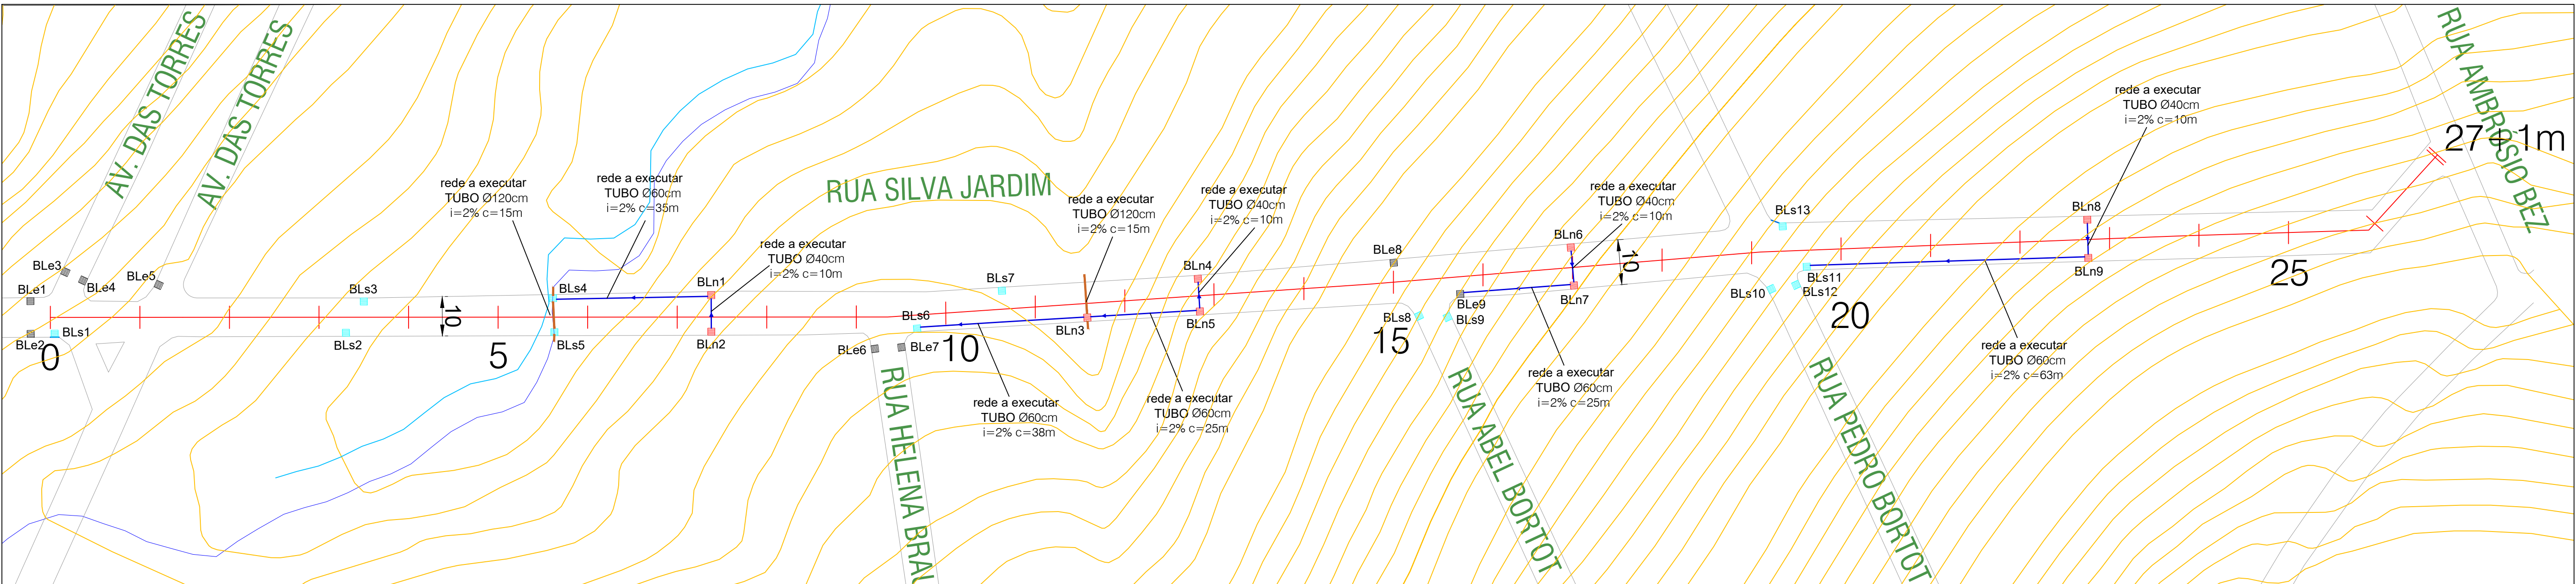 AV. DAS TORRES
AV. DAS TORRES
RUA SILVA JARDIM
RUA AMBRÓSIO BEZ
27+1m
rede a executar
TUBO Ø120cm
i=2% c=15m
rede a executar
TUBO Ø60cm
i=2% c=35m
rede a executar
TUBO Ø40cm
i=2% c=10m
rede a executar
TUBO Ø120cm
i=2% c=15m
rede a executar
TUBO Ø40cm
i=2% c=10m
rede a executar
TUBO Ø40cm
i=2% c=10m
rede a executar
TUBO Ø40cm
i=2% c=10m
BLe3
BLe4
BLe5
BLe1
BLe2
BLs1
BLs3
BLs2
BLs4
BLs5
BLn1
BLn2
BLs7
BLs6
BLe6
BLe7
BLn3
BLn4
BLn5
BLe8
BLs8
BLe9
BLs9
BLn6
BLn7
BLs13
BLs10
BLs11
BLs12
BLn8
BLn9
10
10
0
5
10
15
20
25
rede a executar
TUBO Ø60cm
i=2% c=38m
rede a executar
TUBO Ø60cm
i=2% c=25m
rede a executar
TUBO Ø60cm
i=2% c=25m
rede a executar
TUBO Ø60cm
i=2% c=63m
RUA HELENA BRAU
RUA ABEL BORTOT
RUA PEDRO BORTOT